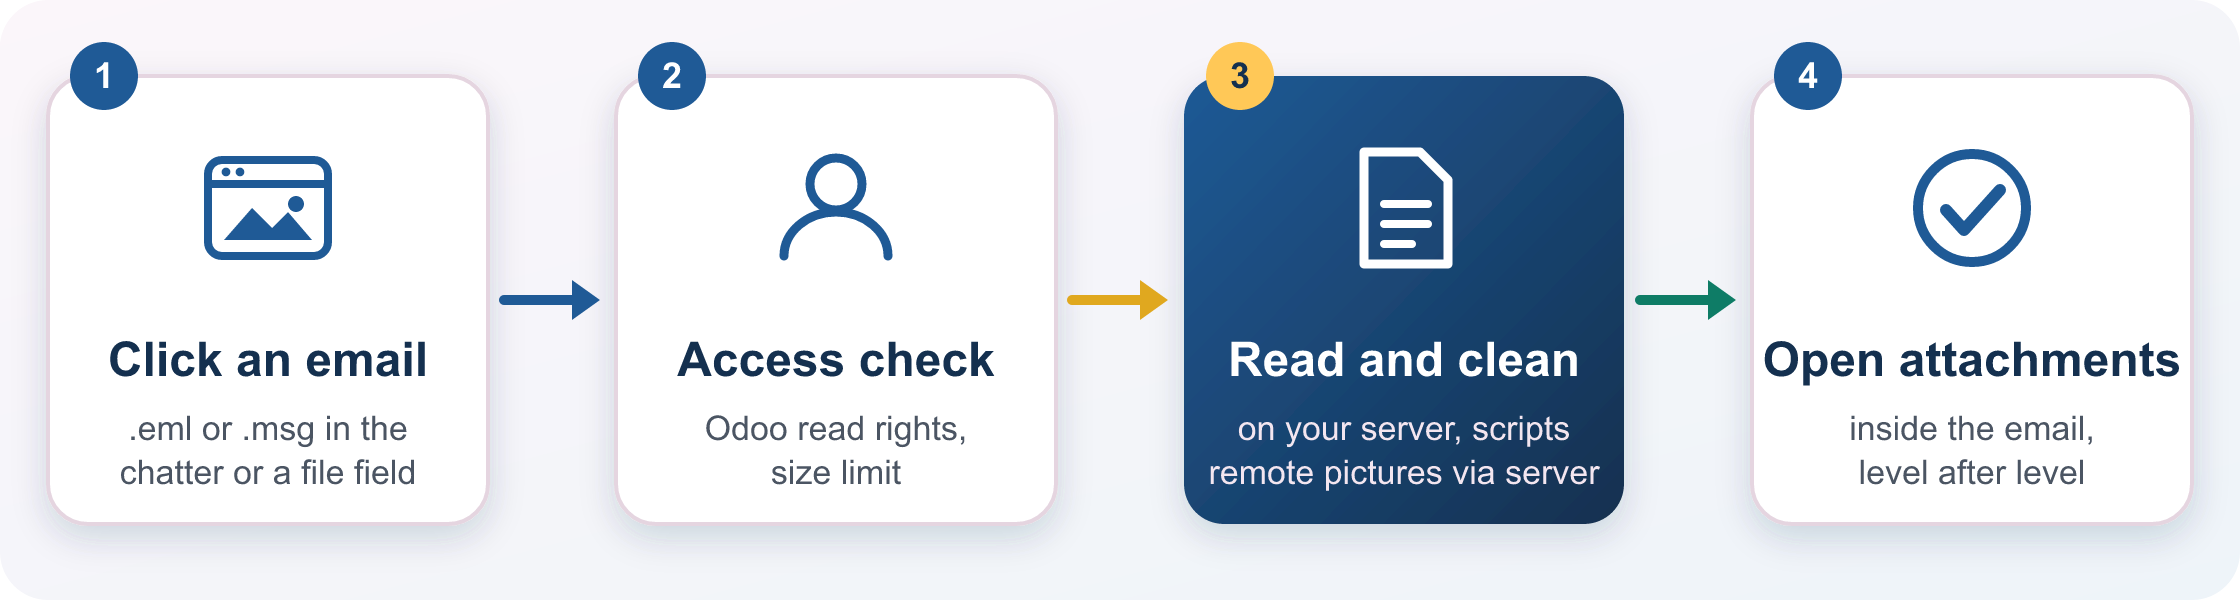 1
Click an email
.eml or .msg in the
chatter or a file field
2
Access check
Odoo read rights,
size limit
3
Read and clean
on your server, scripts
remote pictures via server
4
Open attachments
inside the email,
level after level